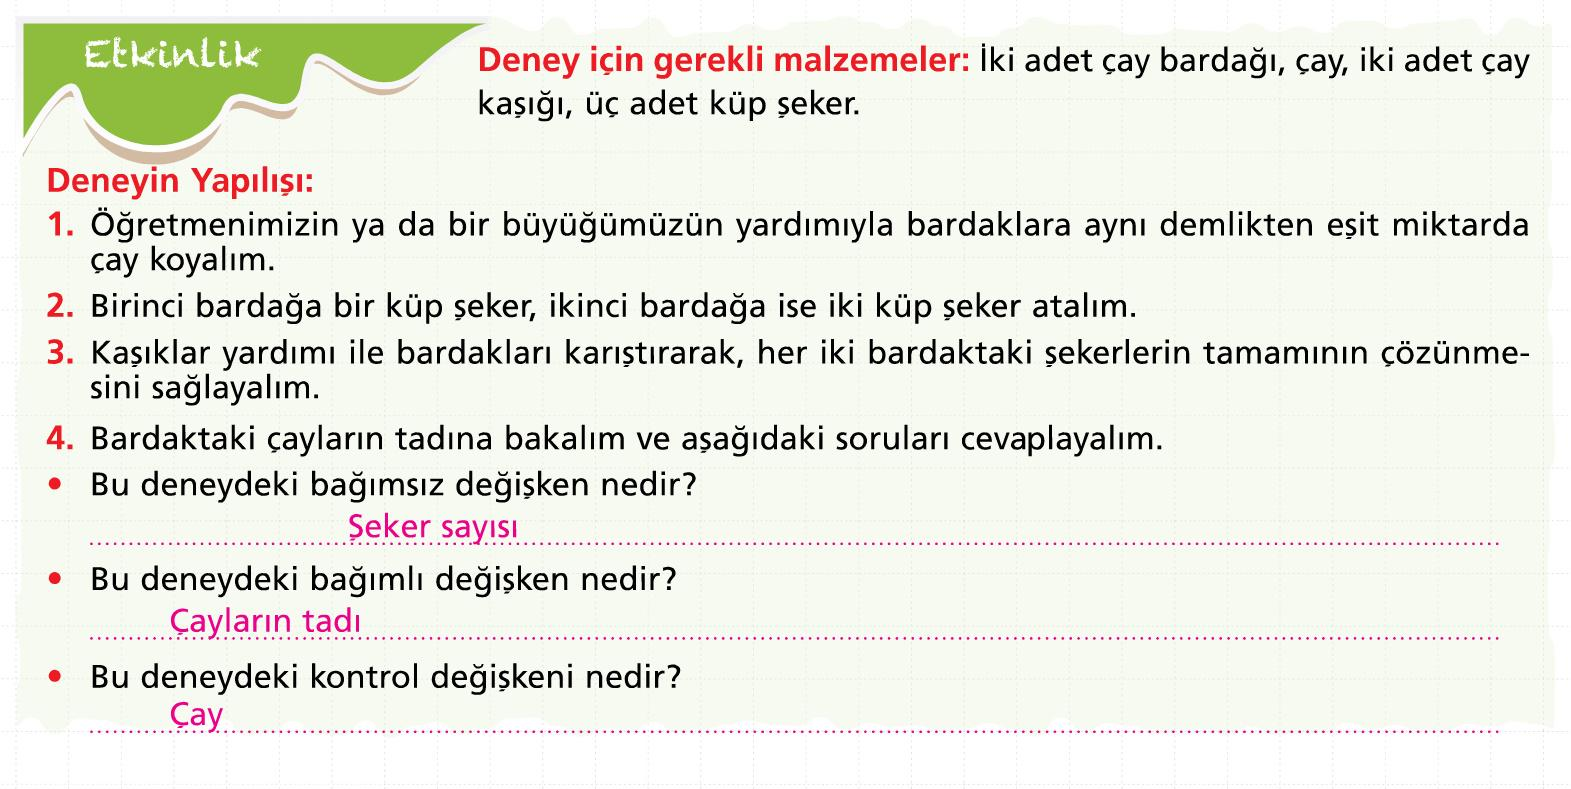 Etkinlik
Deney için gerekli malzemeler: İki adet çay bardağı, çay, iki adet çay
kaşığı, üç adet küp şeker.
Deneyin Yapılışı:
1. Öğretmenimizin ya da bir büyüğümüzün yardımıyla bardaklara aynı demlikten eşit miktarda
çay koyalım.
2. Birinci bardağa bir küp şeker, ikinci bardağa ise iki küp şeker atalım.
3. Kaşıklar yardımı ile bardakları karıştırarak, her iki bardaktaki şekerlerin tamamının çözünme-
sini sağlayalım.
4. Bardaktaki çayların tadına bakalım ve aşağıdaki soruları cevaplayalım.
• Bu deneydeki bağımsız değişken nedir?
Şeker sayısı
• Bu deneydeki bağımlı değişken nedir?
Çayların tadı
• Bu deneydeki kontrol değişkeni nedir?
Çay